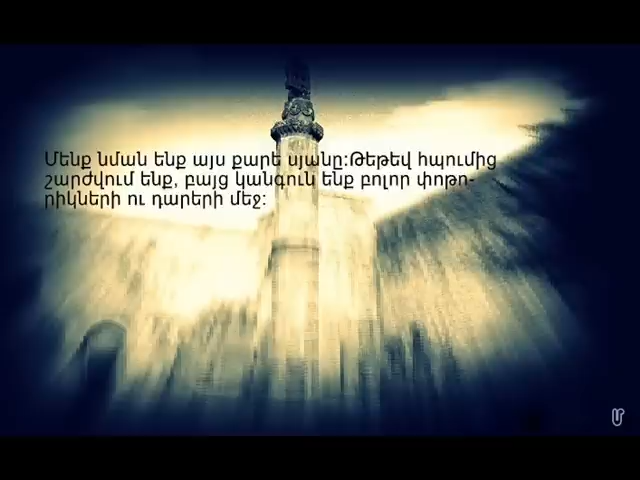 Մենք նման ենք այս քարե սյանը:Թեթեվ հպումից
շարժվում ենք, բայց կանգուն ենք բոլոր փոթո-
րիկների ու դարերի մեջ: